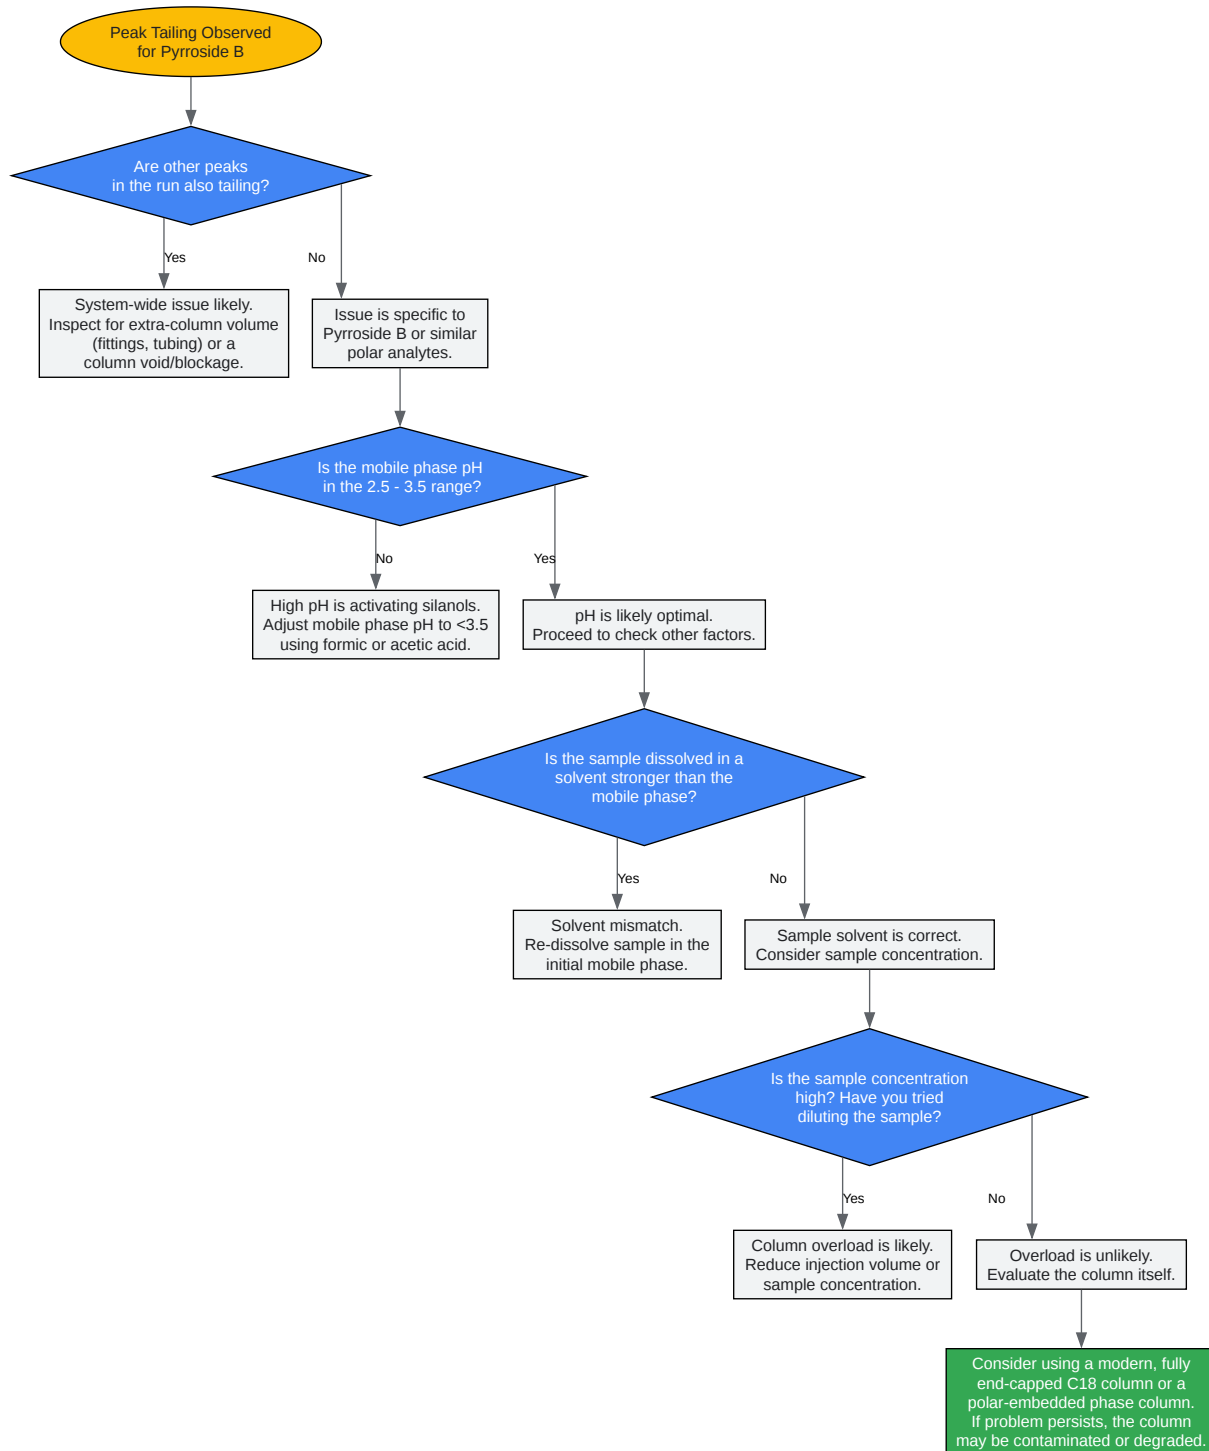 Peak Tailing Observed
for Pyrroside B
Are other peaks
in the run also tailing?
Yes
No
System-wide issue likely.
Inspect for extra-column volume
(fittings, tubing) or a
column void/blockage.
Issue is specific to
Pyrroside B or similar
polar analytes.
Is the mobile phase pH
in the 2.5 - 3.5 range?
No
Yes
High pH is activating silanols.
Adjust mobile phase pH to <3.5
using formic or acetic acid.
pH is likely optimal.
Proceed to check other factors.
Is the sample dissolved in a
solvent stronger than the
mobile phase?
Yes
No
Solvent mismatch.
Re-dissolve sample in the
initial mobile phase.
Sample solvent is correct.
Consider sample concentration.
Is the sample concentration
high? Have you tried
diluting the sample?
Yes
No
Column overload is likely.
Reduce injection volume or
sample concentration.
Overload is unlikely.
Evaluate the column itself.
Consider using a modern, fully
end-capped C18 column or a
polar-embedded phase column.
If problem persists, the column
may be contaminated or degraded.